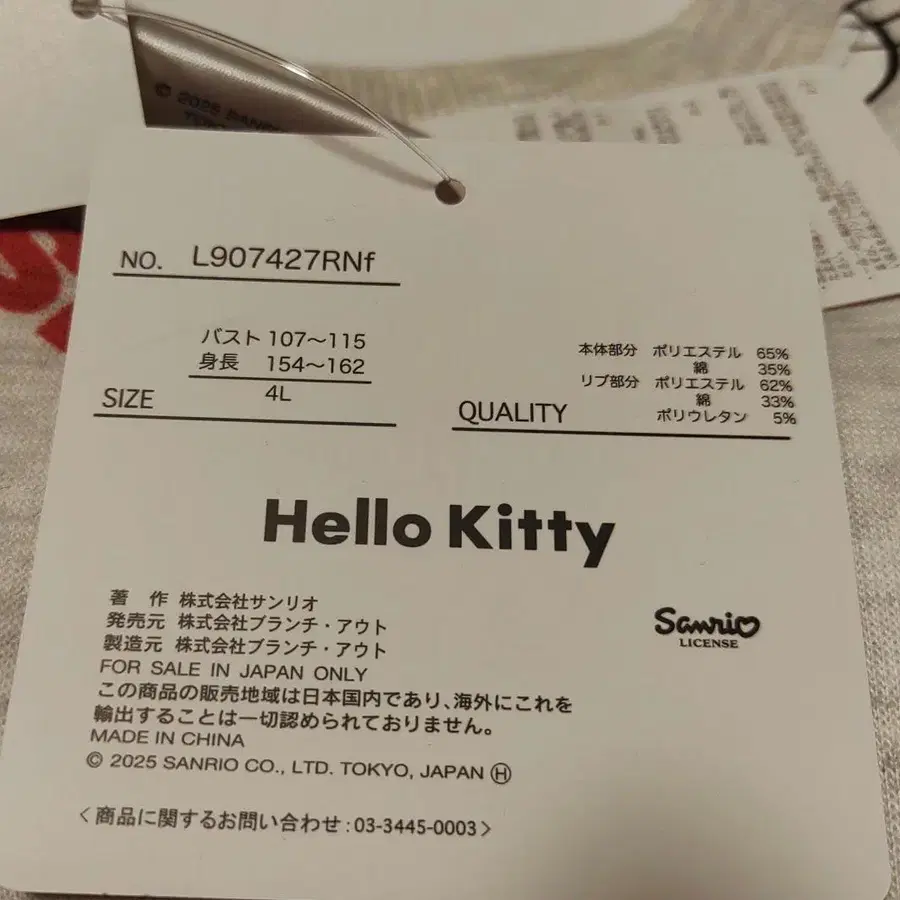 © 2025 SANR
NO. L907427RNf
バスト 107～115
身長 154～162
SIZE 4L
本体部分 ポリエステル 65%
綿 35%
リブ部分 ポリエステル 62%
綿 33%
ポリウレタン 5%
QUALITY
Hello Kitty
著 作 株式会社サンリオ
発売元 株式会社ブランチ・アウト
製造元 株式会社ブランチ・アウト
Sanrio
LICENSE
FOR SALE IN JAPAN ONLY
この商品の販売地域は日本国内であり、海外にこれを
輸出することは一切認められておりません。
MADE IN CHINA
© 2025 SANRIO CO., LTD. TOKYO, JAPAN Ⓗ
〈商品に関するお問い合わせ:03-3445-0003〉